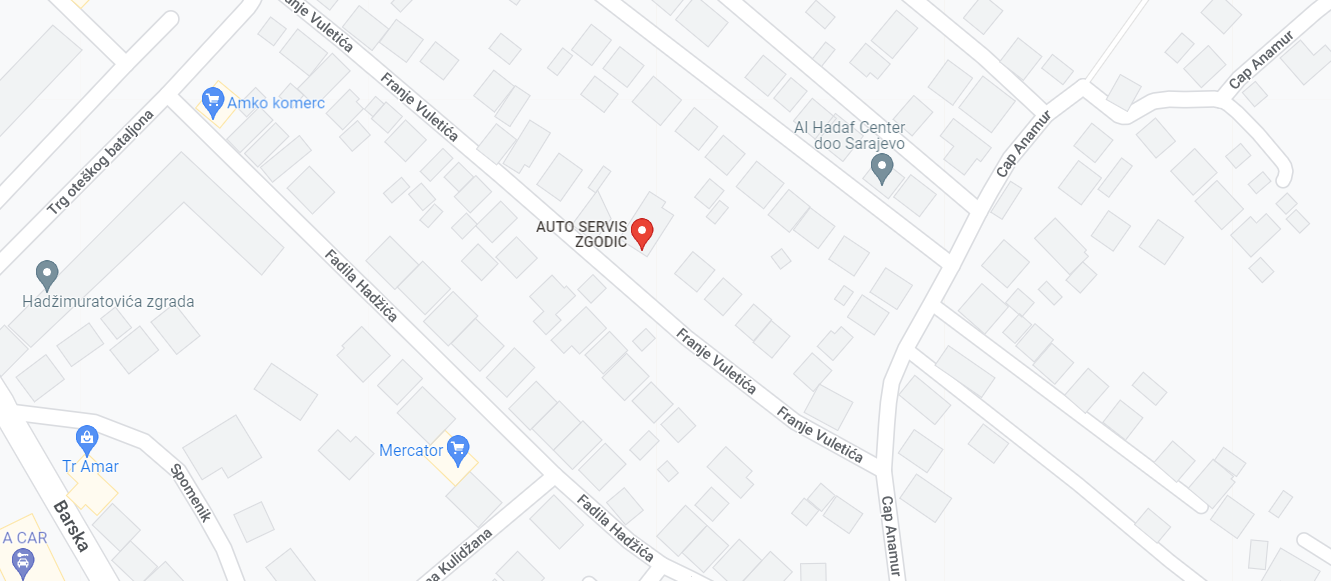 Franje Vuletića
Franje Vuletića
Cap Anamur
Amko komerc
Trg oteškog bataljona
Al Hadaf Center
doo Sarajevo
Cap Anamur
AUTO SERVIS
ZGODIC
Hadžimuratovića zgrada
Fadila Hadžića
Franje Vuletića
Franje Vuletića
Mercator
Tr Amar
Spomenik
Barska
Fadila Hadžića
Cap Anamur
A CAR
na Kulidžana